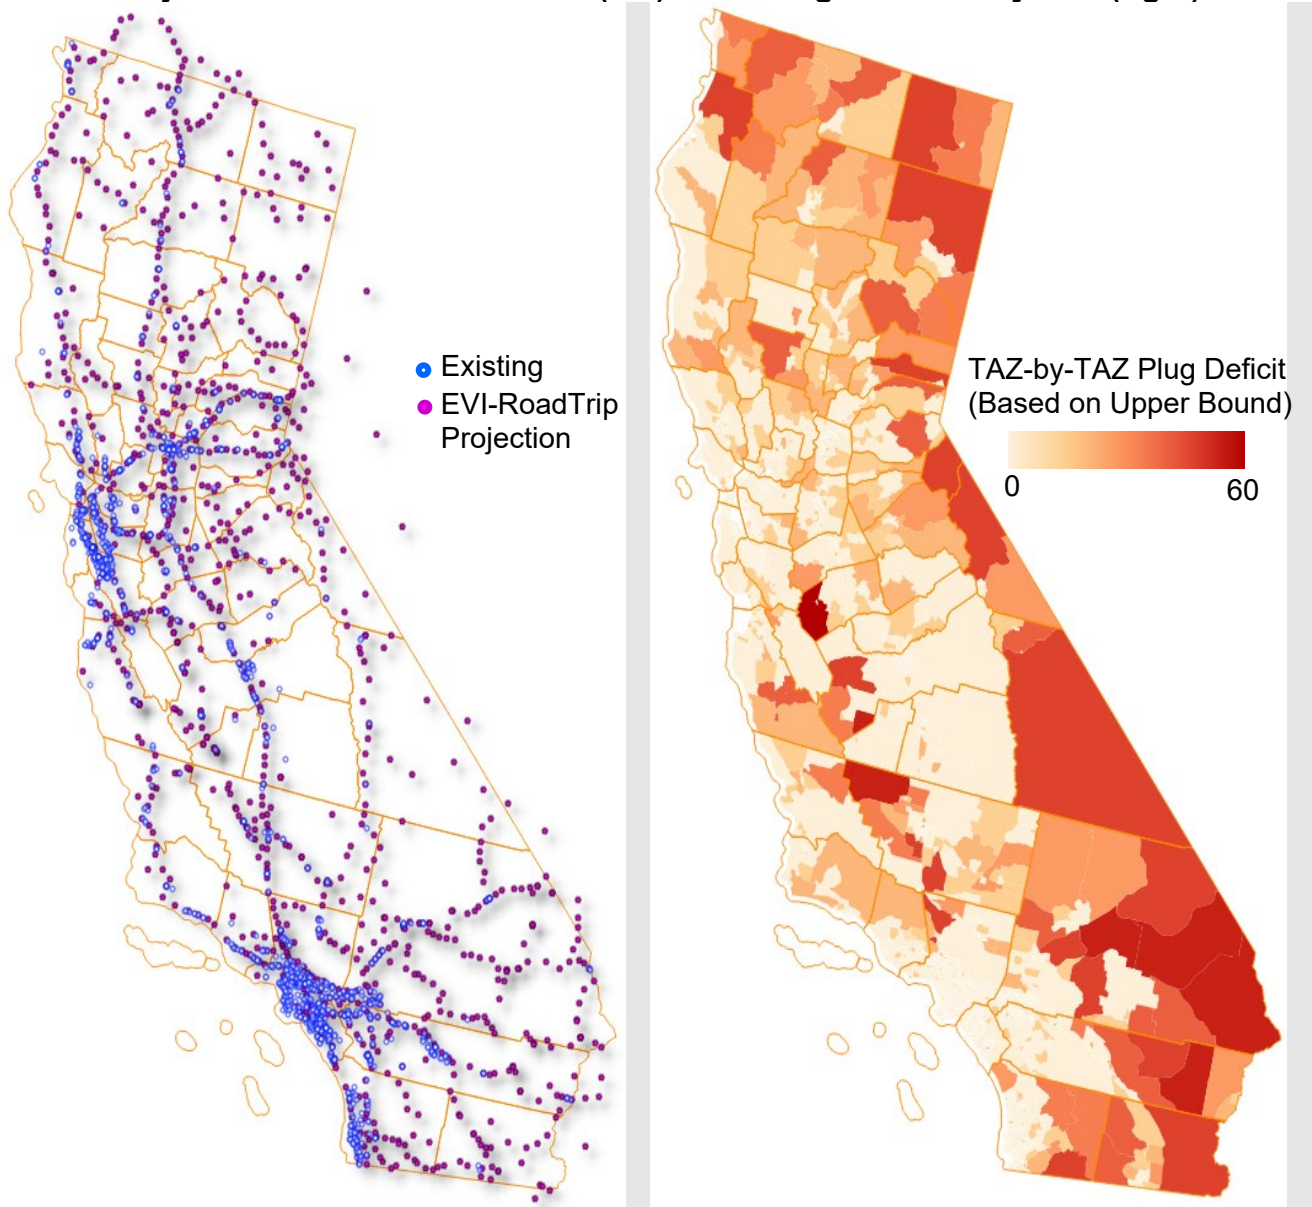 Existing
EVI-RoadTrip
Projection
TAZ-by-TAZ Plug Deficit
(Based on Upper Bound)
0
60